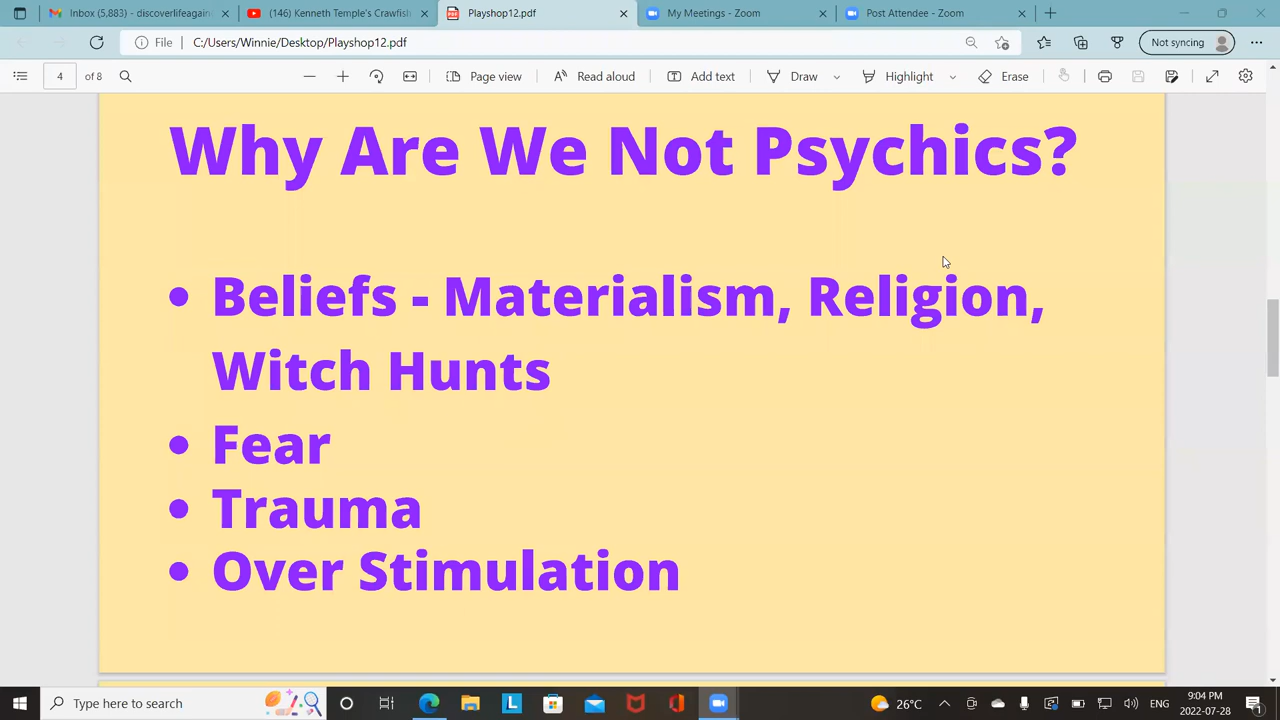 Inbox (5,883) - discoverlifeagain
(146) Kenneth Temple's Crawfish
Playshop12.pdf
My Meetings - Zoom
Post Attendee - Zoom
File
C:/Users/Winnie/Desktop/Playshop12.pdf
Not syncing
4 of 8
Page view
Read aloud
Add text
Draw
Highlight
Erase
Why Are We Not Psychics?
• Beliefs - Materialism, Religion,
Witch Hunts
• Fear
• Trauma
• Over Stimulation
Type here to search
26°C
ENG
9:04 PM
2022-07-28